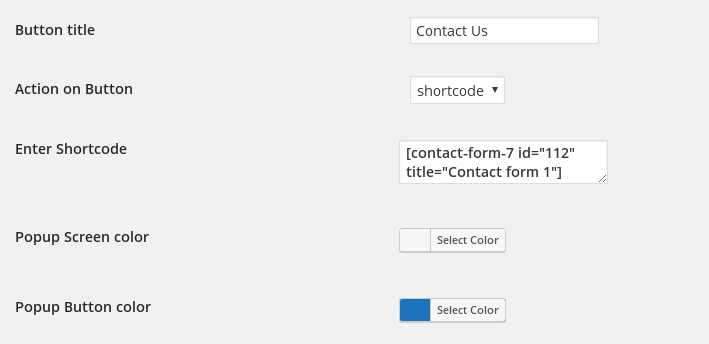 Button title
Contact Us
Action on Button
shortcode
Enter Shortcode
[contact-form-7 id="112"
title="Contact form 1"]
Popup Screen color
Select Color
Popup Button color
Select Color